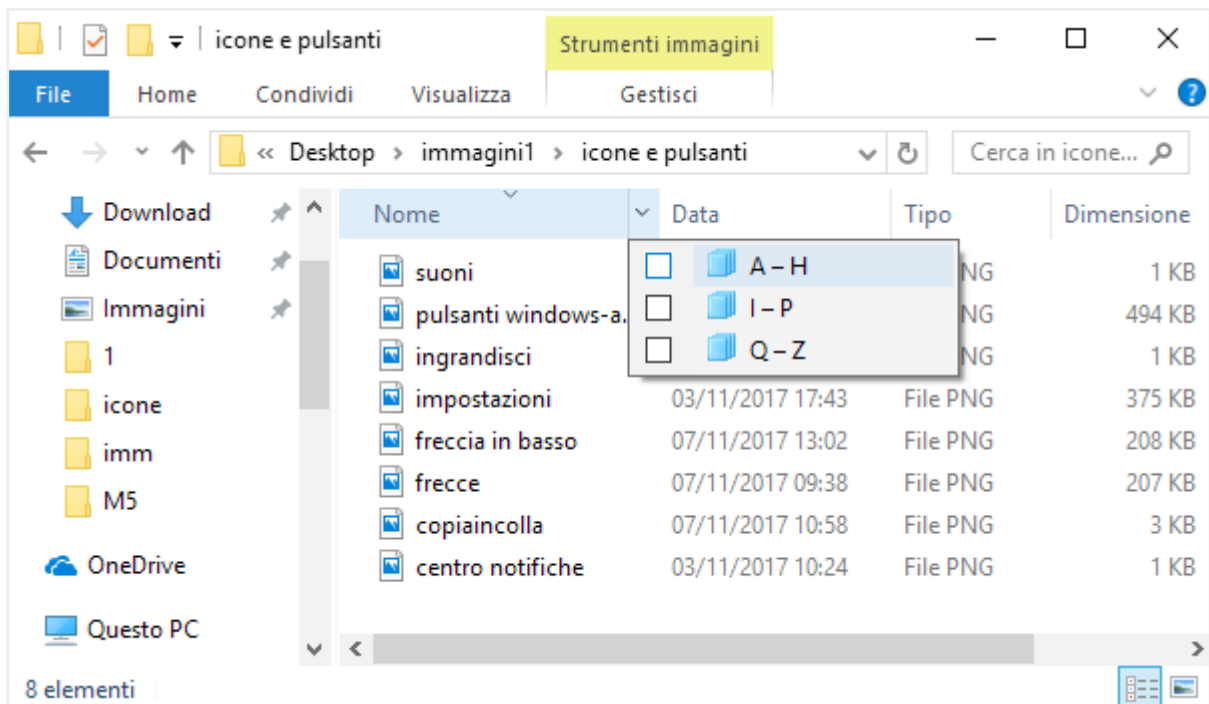 icone e pulsanti
Strumenti immagini
File Home Condividi Visualizza Gestisci
« Desktop > immagini1 > icone e pulsanti
Cerca in icone...
Nome Data Tipo Dimensione
Download
Documenti
Immagini
1
icone
imm
M5
OneDrive
Questo PC
A – H
I – P
Q – Z
suoni NG 1 KB
pulsanti windows-a. NG 494 KB
ingrandisci NG 1 KB
impostazioni 03/11/2017 17:43 File PNG 375 KB
freccia in basso 07/11/2017 13:02 File PNG 208 KB
frecce 07/11/2017 09:38 File PNG 207 KB
copiaincolla 07/11/2017 10:58 File PNG 3 KB
centro notifiche 03/11/2017 10:24 File PNG 1 KB
8 elementi